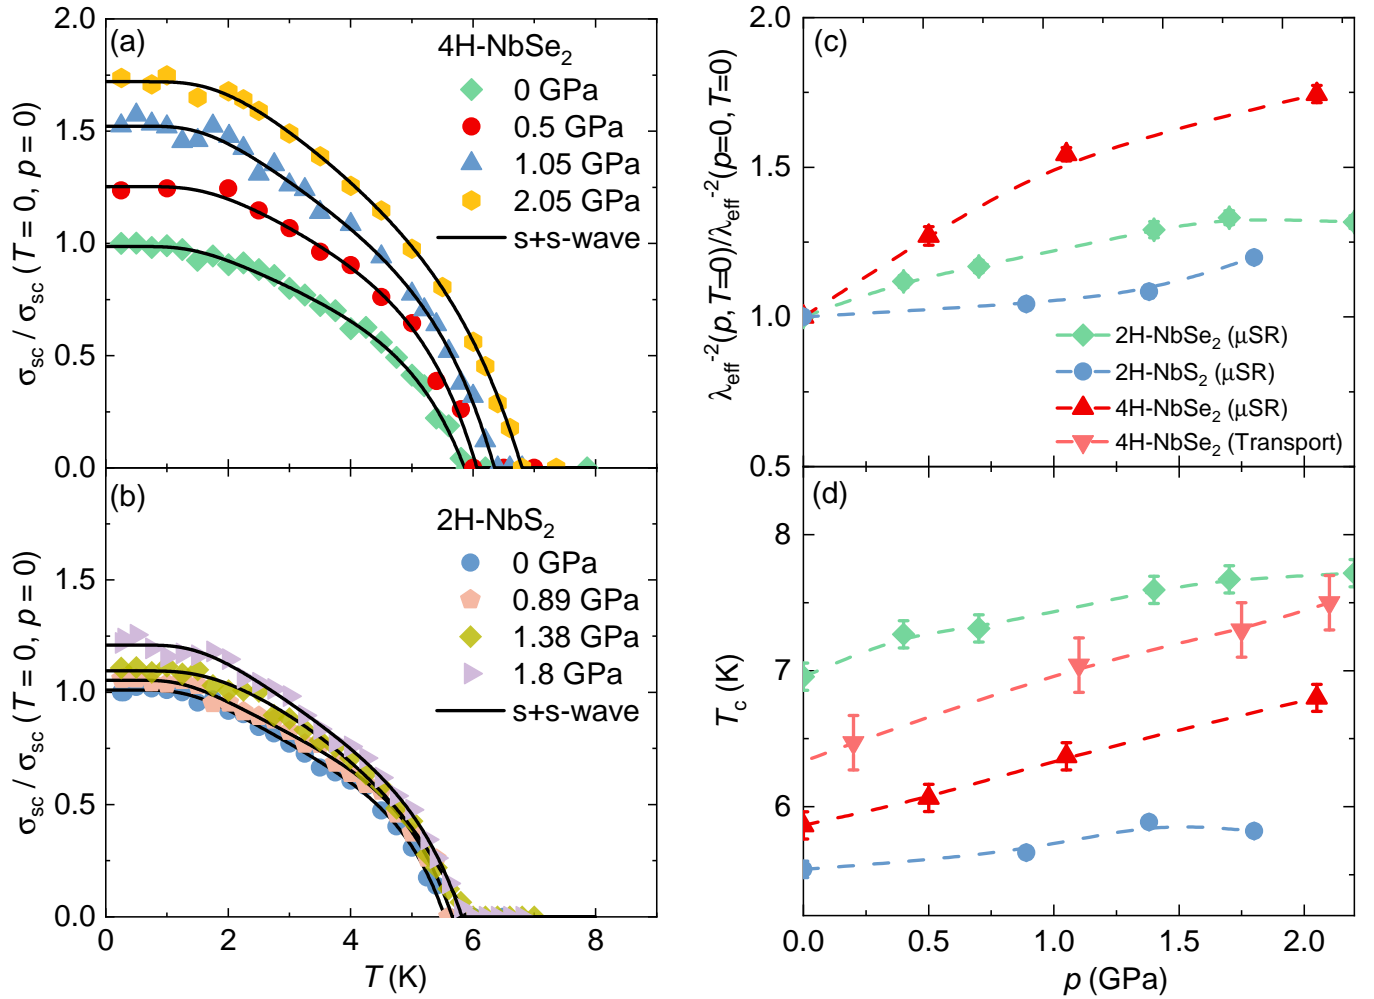 (a)
4H-NbSe2
0 GPa
0.5 GPa
1.05 GPa
2.05 GPa
s+s-wave
2.0
1.5
1.0
0.5
0.0
σsc / σsc (T = 0, p = 0)
(b)
2H-NbS2
0 GPa
0.89 GPa
1.38 GPa
1.8 GPa
s+s-wave
1.5
1.0
0.5
0.0
σsc / σsc (T = 0, p = 0)
0 2 4 6 8
T (K)
(c)
2.0
1.5
1.0
0.5
λeff⁻²(p, T=0)/λeff⁻²(p=0, T=0)
2H-NbSe2 (μSR)
2H-NbS2 (μSR)
4H-NbSe2 (μSR)
4H-NbSe2 (Transport)
(d)
8
7
6
Tc (K)
0.0 0.5 1.0 1.5 2.0
p (GPa)